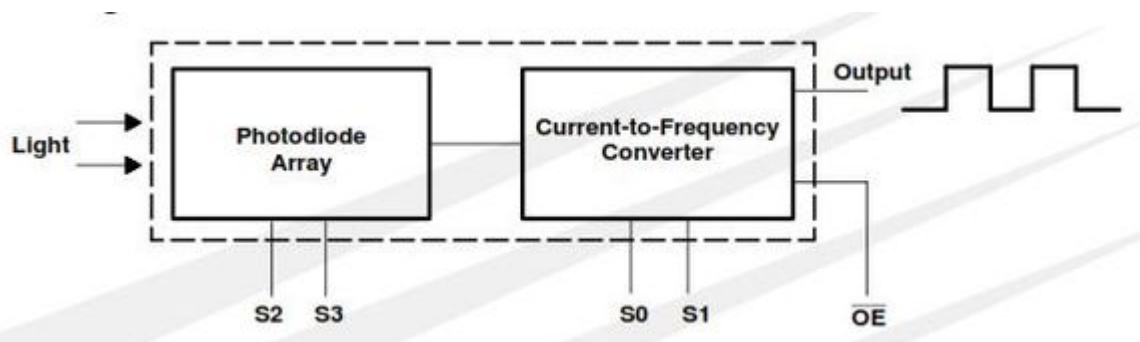 Light
Photodiode
Array
Current-to-Frequency
Converter
Output
S2
S3
S0
S1
OE